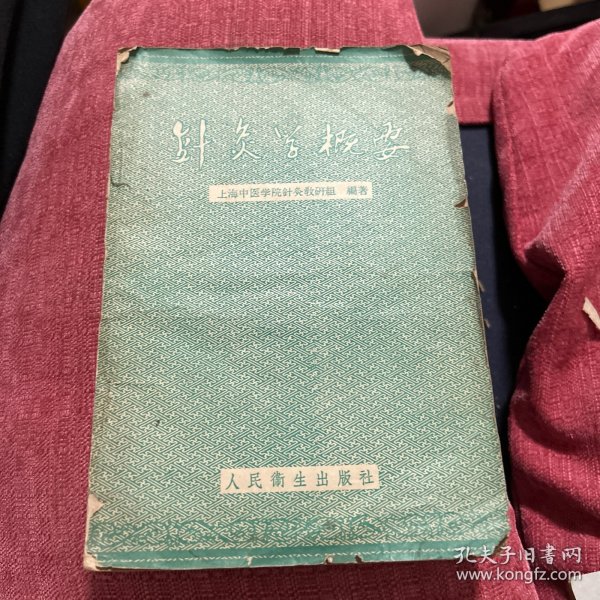 針灸学概要
上海中医学院針灸教研組 編著
人民衛生出版社
孔夫子旧書网
www.kongfz.com